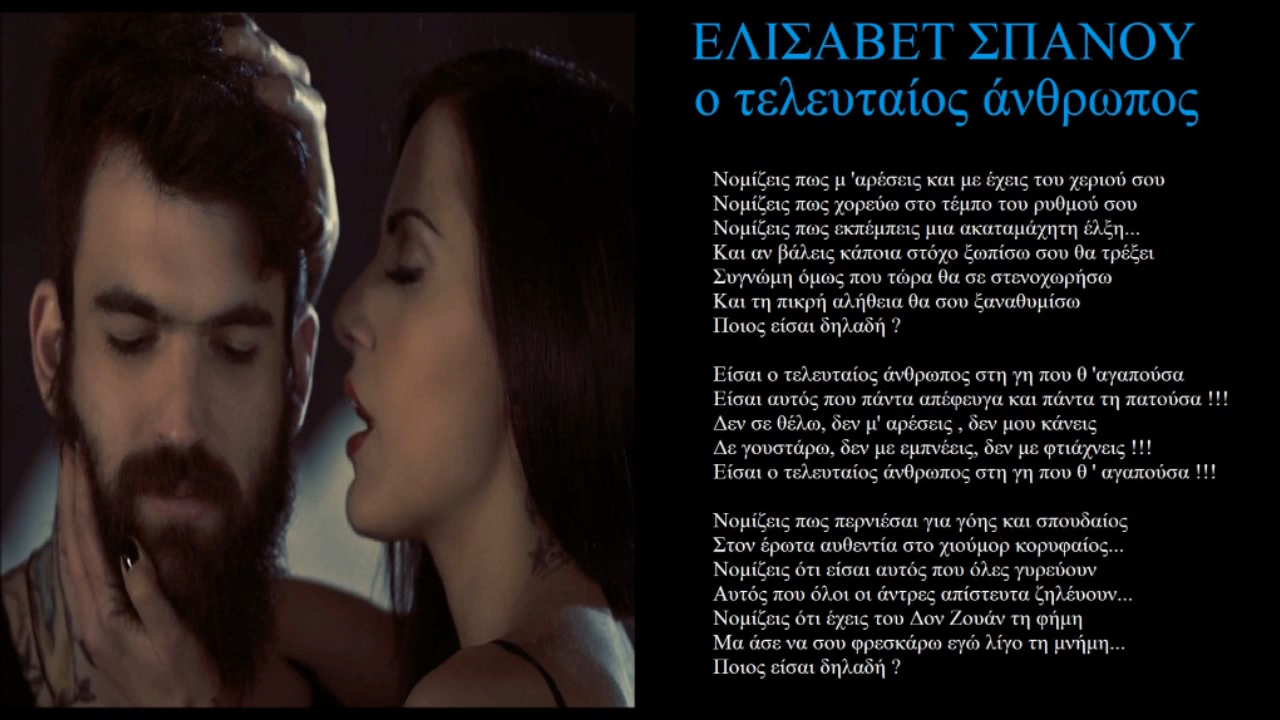 ΕΛΙΣΑΒΕΤ ΣΠΑΝΟΥ
ο τελευταίος άνθρωπος
Νομίζεις πως μ 'αρέσεις και με έχεις του χεριού σου
Νομίζεις πως χορεύω στο τέμπο του ρυθμού σου
Νομίζεις πως εκπέμπεις μια ακαταμάχητη έλξη...
Και αν βάλεις κάποια στόχο ξωπίσω σου θα τρέξει
Συγνώμη όμως που τώρα θα σε στενοχωρήσω
Και τη πικρή αλήθεια θα σου ξαναθυμίσω
Ποιος είσαι δηλαδή ?
Είσαι ο τελευταίος άνθρωπος στη γη που θ 'αγαπούσα
Είσαι αυτός που πάντα απέφευγα και πάντα τη πατούσα !!!
Δεν σε θέλω, δεν μ' αρέσεις , δεν μου κάνεις
Δε γουστάρω, δεν με εμπνέεις, δεν με φτιάχνεις !!!
Είσαι ο τελευταίος άνθρωπος στη γη που θ ' αγαπούσα !!!
Νομίζεις πως περνιέσαι για γόης και σπουδαίος
Στον έρωτα αυθεντία στο χιούμορ κορυφαίος...
Νομίζεις ότι είσαι αυτός που όλες γυρεύουν
Αυτός που όλοι οι άντρες απίστευτα ζηλέυουν...
Νομίζεις ότι έχεις του Δον Ζουάν τη φήμη
Μα άσε να σου φρεσκάρω εγώ λίγο τη μνήμη...
Ποιος είσαι δηλαδή ?